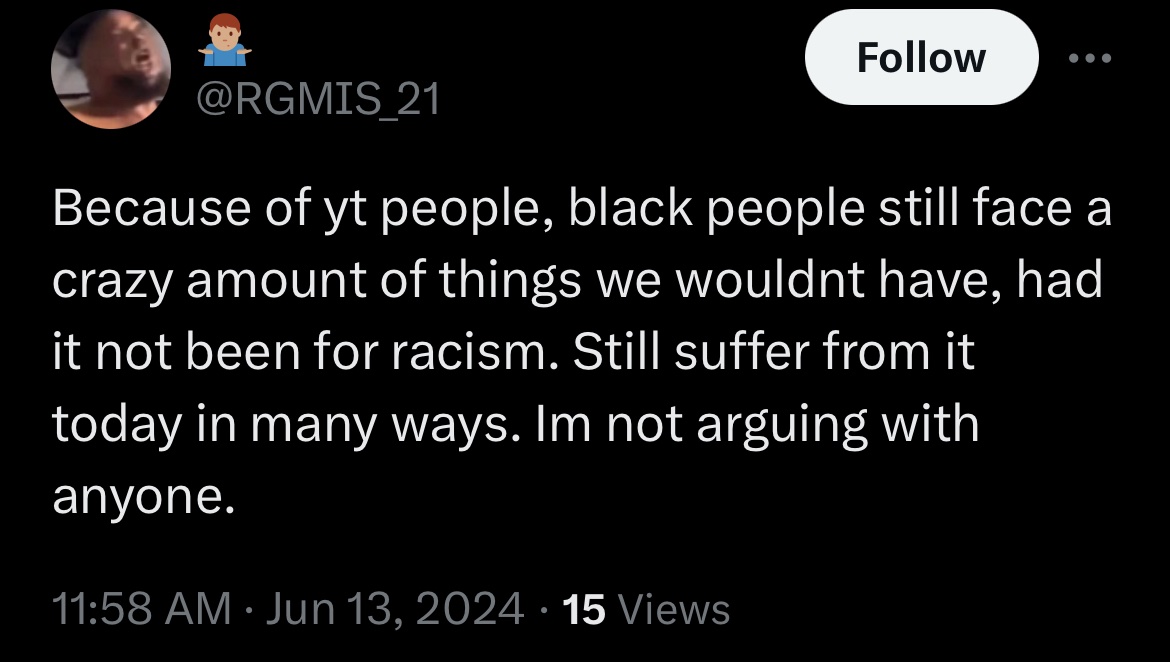 🤷🏽‍♂️
@RGMIS_21
Follow
Because of yt people, black people still face a
crazy amount of things we wouldnt have, had
it not been for racism. Still suffer from it
today in many ways. Im not arguing with
anyone.
11:58 AM · Jun 13, 2024 · 15 Views